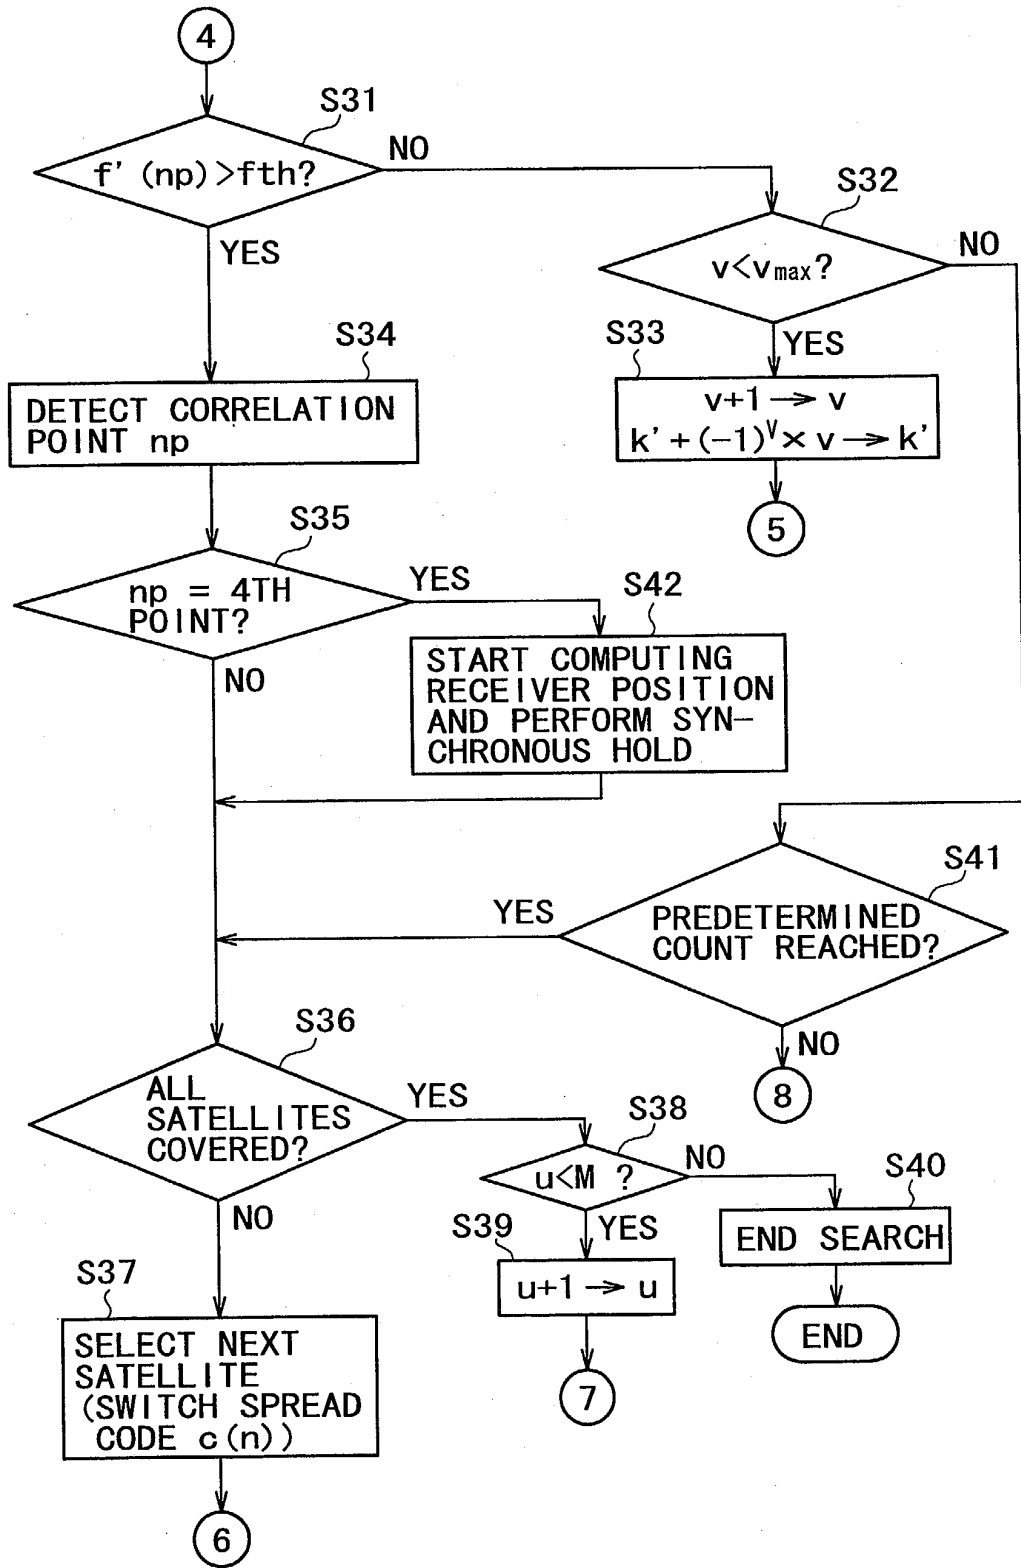 4
S31
f' (np)>fth?
NO
YES
S32
v<vmax?
NO
YES
S33
v+1 → v
k' + (-1)^v × v → k'
5
S34
DETECT CORRELATION
POINT np
S35
np = 4TH
POINT?
YES
NO
S42
START COMPUTING
RECEIVER POSITION
AND PERFORM SYN-
CHRONOUS HOLD
S41
PREDETERMINED
COUNT REACHED?
YES
NO
8
S36
ALL
SATELLITES
COVERED?
YES
NO
S38
u<M ?
NO
YES
S40
END SEARCH
END
S39
u+1 → u
7
S37
SELECT NEXT
SATELLITE
(SWITCH SPREAD
CODE c(n))
6